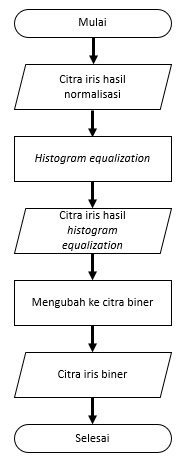 Mulai
Citra iris hasil
normalisasi
Histogram equalization
Citra iris hasil
histogram
equalization
Mengubah ke citra biner
Citra iris biner
Selesai